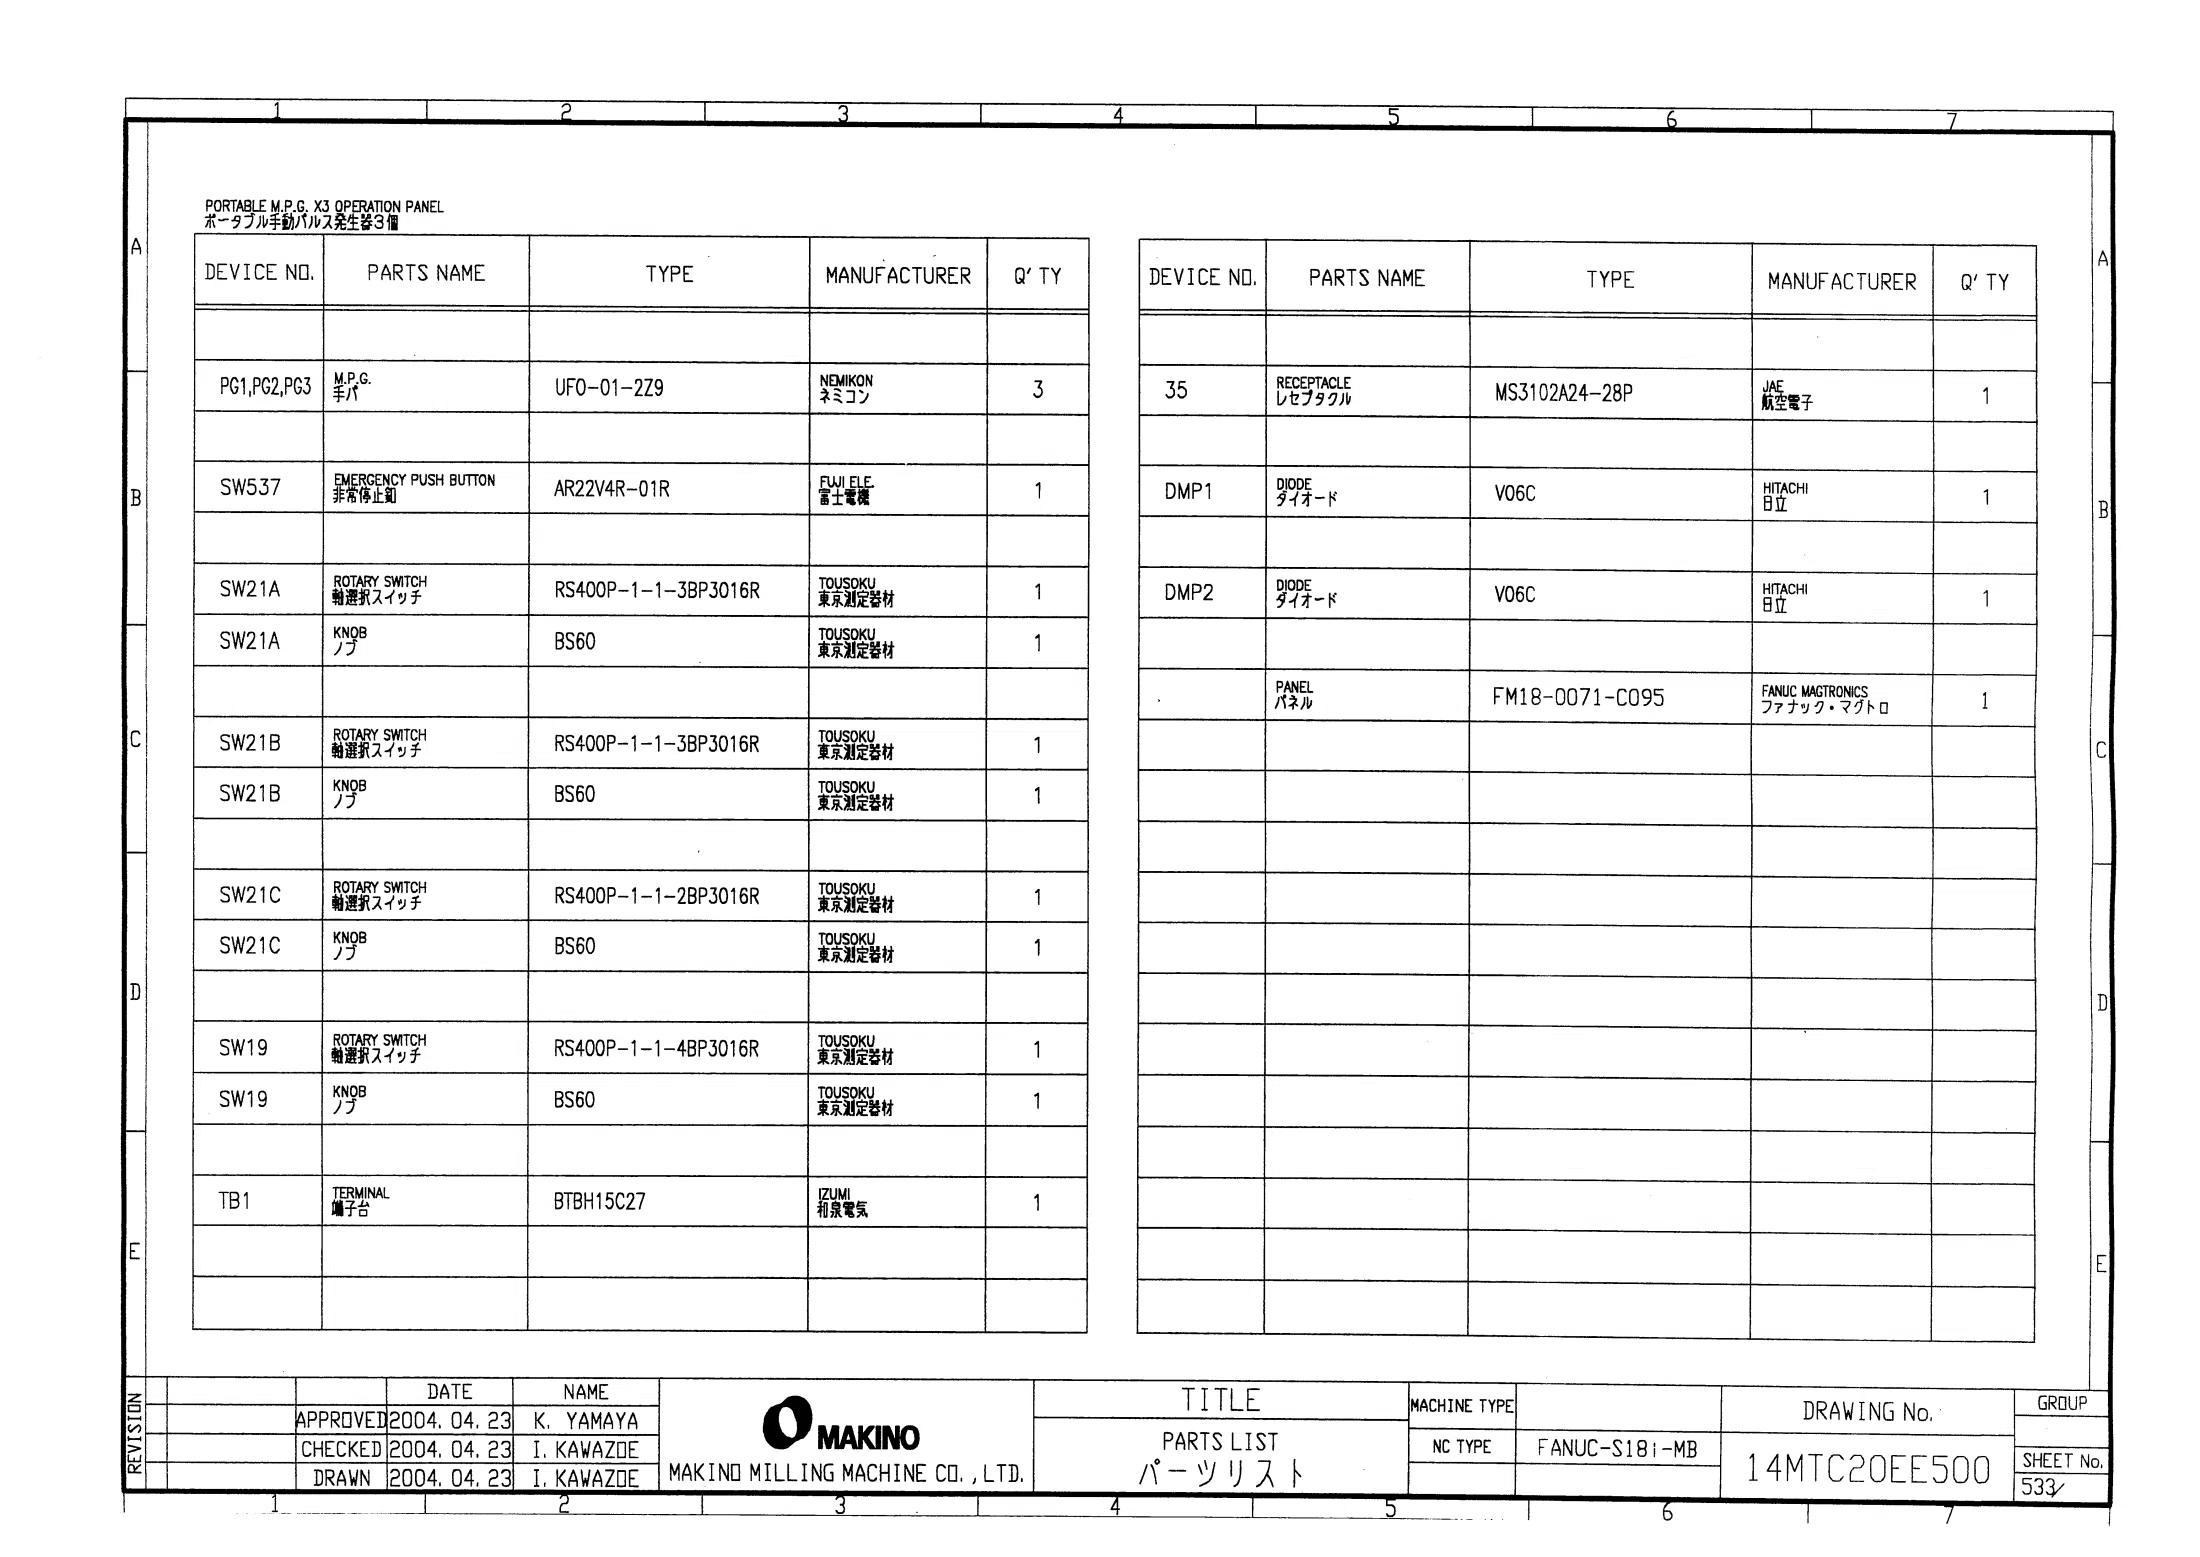 1 2 3 4 5 6 7
A A
B B
C C
D D
E E
PORTABLE M.P.G. X3 OPERATION PANEL
ポータブル手動パルス発生器3個
DEVICE NO. PARTS NAME TYPE MANUFACTURER Q' TY
PG1,PG2,PG3 M.P.G. UFO-01-2Z9 NEMIKON 3
手パ ネミコン
SW537 EMERGENCY PUSH BUTTON AR22V4R-01R FUJI ELE. 1
非常停止釦 富士電機
SW21A ROTARY SWITCH RS400P-1-1-3BP3016R TOUSOKU 1
軸選択スイッチ 東京測定器材
SW21A KNOB BS60 TOUSOKU 1
ノブ 東京測定器材
SW21B ROTARY SWITCH RS400P-1-1-3BP3016R TOUSOKU 1
軸選択スイッチ 東京測定器材
SW21B KNOB BS60 TOUSOKU 1
ノブ 東京測定器材
SW21C ROTARY SWITCH RS400P-1-1-2BP3016R TOUSOKU 1
軸選択スイッチ 東京測定器材
SW21C KNOB BS60 TOUSOKU 1
ノブ 東京測定器材
SW19 ROTARY SWITCH RS400P-1-1-4BP3016R TOUSOKU 1
軸選択スイッチ 東京測定器材
SW19 KNOB BS60 TOUSOKU 1
ノブ 東京測定器材
TB1 TERMINAL BTBH15C27 IZUMI 1
端子台 和泉電気
DEVICE NO. PARTS NAME TYPE MANUFACTURER Q' TY
35 RECEPTACLE MS3102A24-28P JAE 1
レセプタクル 航空電子
DMP1 DIODE V06C HITACHI 1
ダイオード 日立
DMP2 DIODE V06C HITACHI 1
ダイオード 日立
PANEL FM18-0071-C095 FANUC MAGTRONICS 1
パネル ファナック・マグトロ
REVISION
DATE NAME
APPROVED 2004. 04. 23 K. YAMAYA
CHECKED 2004. 04. 23 I. KAWAZOE
DRAWN 2004. 04. 23 I. KAWAZOE
MAKINO
MAKINO MILLING MACHINE CO. , LTD.
TITLE
PARTS LIST
パーツリスト
MACHINE TYPE
NC TYPE FANUC-S18i-MB
DRAWING No.
14MTC20EE500
GROUP
SHEET No.
533/
1 2 3 4 5 6 7